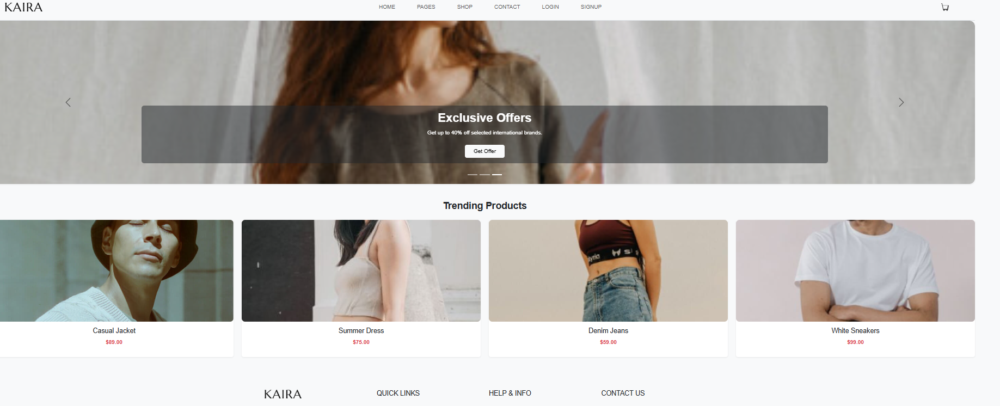 KAIRA
HOME PAGES SHOP CONTACT LOGIN SIGNUP
Exclusive Offers
Get up to 40% off selected international brands.
Get Offer
Trending Products
Casual Jacket
$89.00
Summer Dress
$75.00
Denim Jeans
$59.00
White Sneakers
$99.00
KAIRA
QUICK LINKS
HELP & INFO
CONTACT US